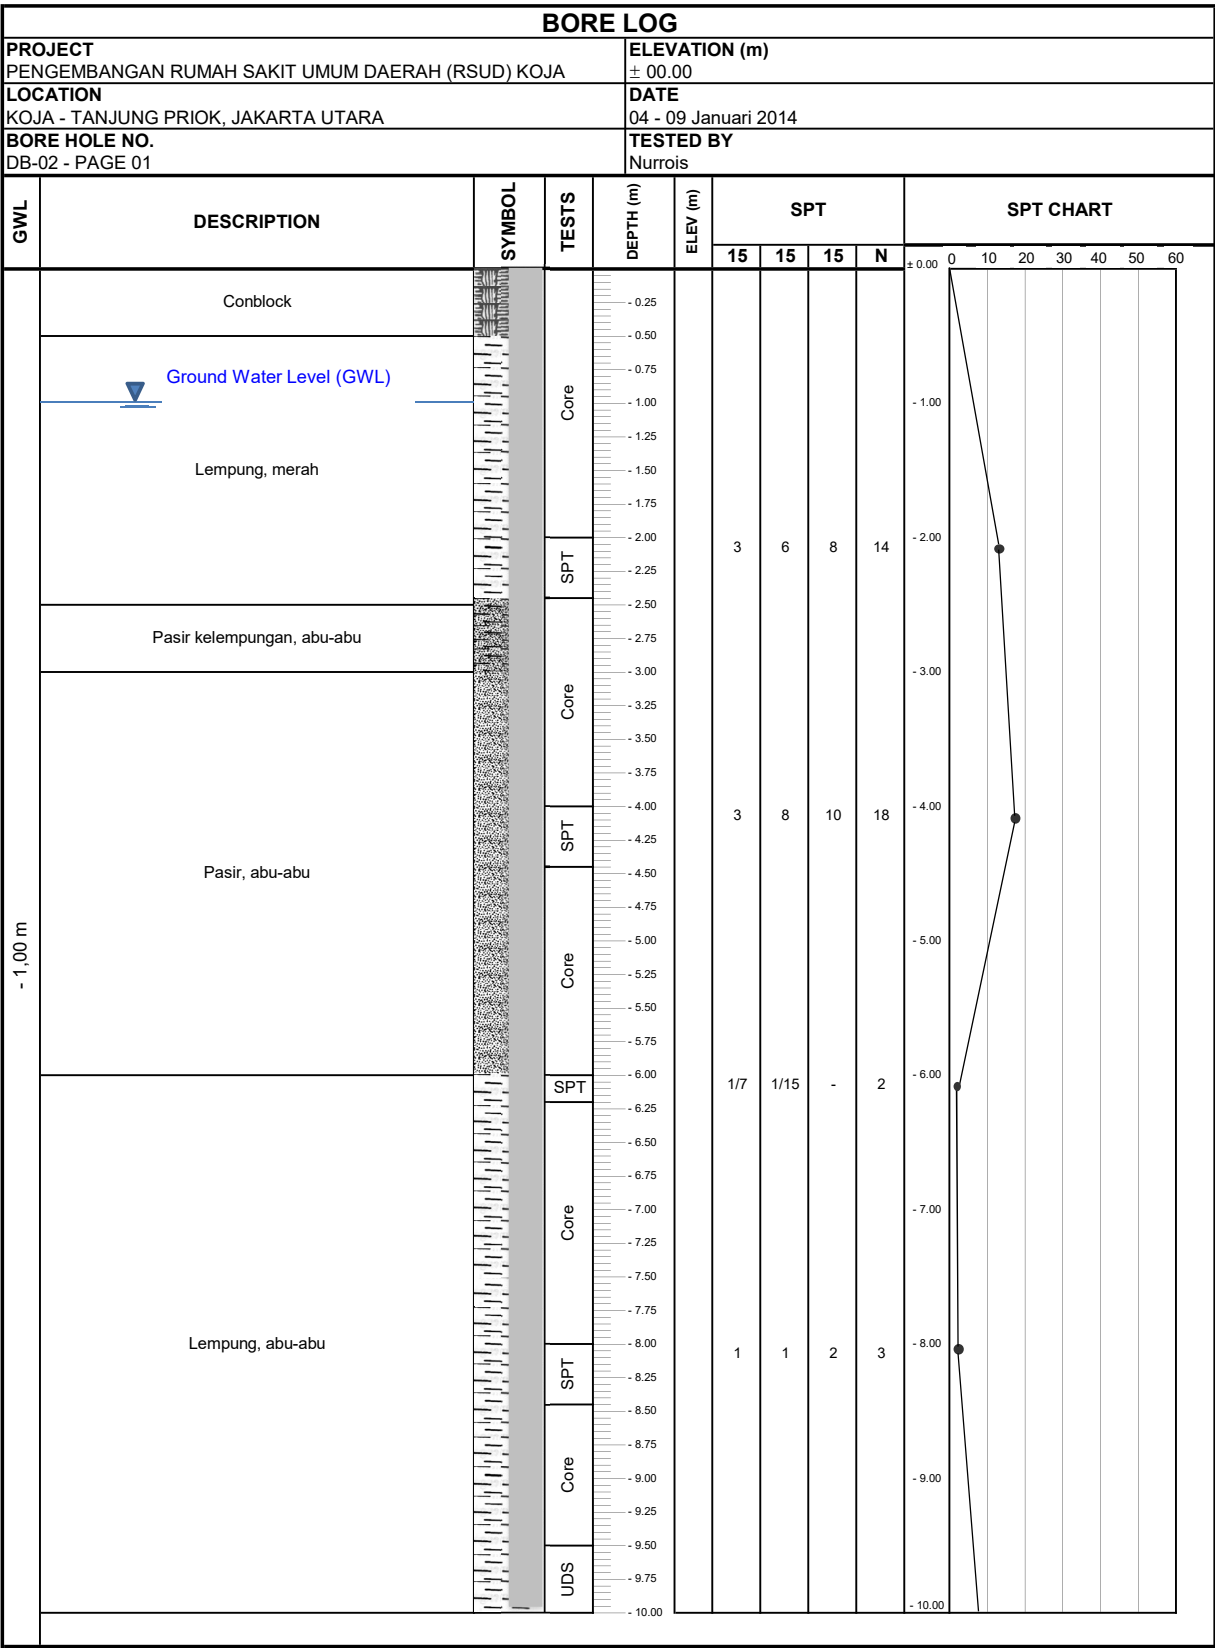 BORE LOG
PROJECT
PENGEMBANGAN RUMAH SAKIT UMUM DAERAH (RSUD) KOJA
ELEVATION (m)
± 00.00
LOCATION
KOJA - TANJUNG PRIOK, JAKARTA UTARA
DATE
04 - 09 Januari 2014
BORE HOLE NO.
DB-02 - PAGE 01
TESTED BY
Nurrois
GWL
DESCRIPTION
SYMBOL
TESTS
DEPTH (m)
ELEV (m)
SPT
15 15 15 N
SPT CHART
± 0.00 0 10 20 30 40 50 60
Conblock
- 0.25
- 0.50
Ground Water Level (GWL)
- 0.75
Core
- 1.00
- 1.00
- 1.25
Lempung, merah
- 1.50
- 1.75
- 2.00
3 6 8 14
- 2.00
SPT
- 2.25
- 2.50
Pasir kelempungan, abu-abu
- 2.75
- 3.00
- 3.00
Core
- 3.25
- 3.50
- 3.75
- 4.00
3 8 10 18
- 4.00
SPT
- 4.25
Pasir, abu-abu
- 4.50
- 4.75
- 1,00 m
- 5.00
- 5.00
Core
- 5.25
- 5.50
- 5.75
- 6.00
SPT
1/7 1/15 - 2
- 6.00
- 6.25
- 6.50
- 6.75
- 7.00
- 7.00
Core
- 7.25
- 7.50
- 7.75
Lempung, abu-abu
- 8.00
1 1 2 3
- 8.00
SPT
- 8.25
- 8.50
- 8.75
Core
- 9.00
- 9.00
- 9.25
- 9.50
UDS
- 9.75
- 10.00
- 10.00